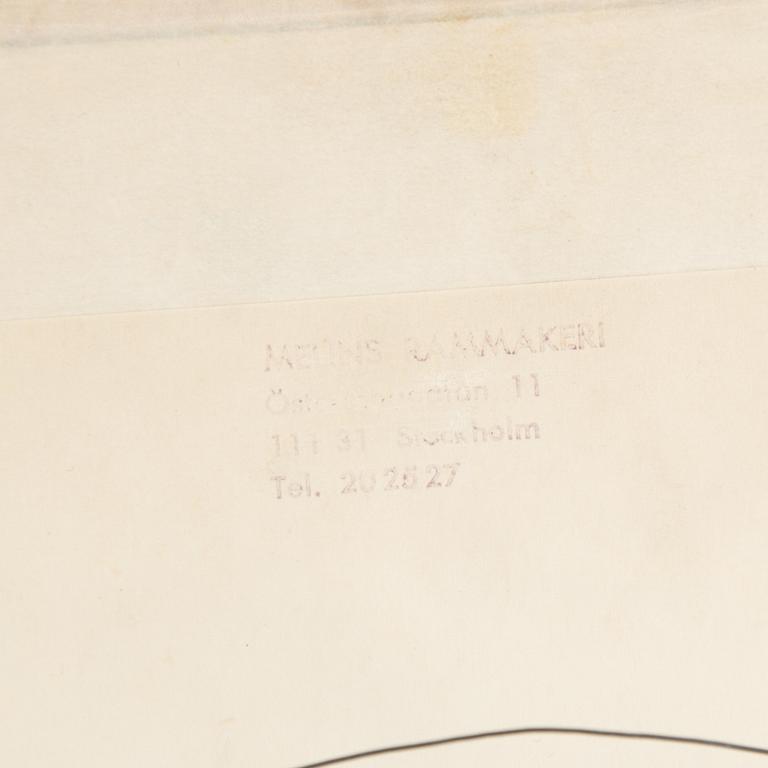 MELINS RAMMAKERI
11
111 31 Stockholm
Tel. 20 25 27